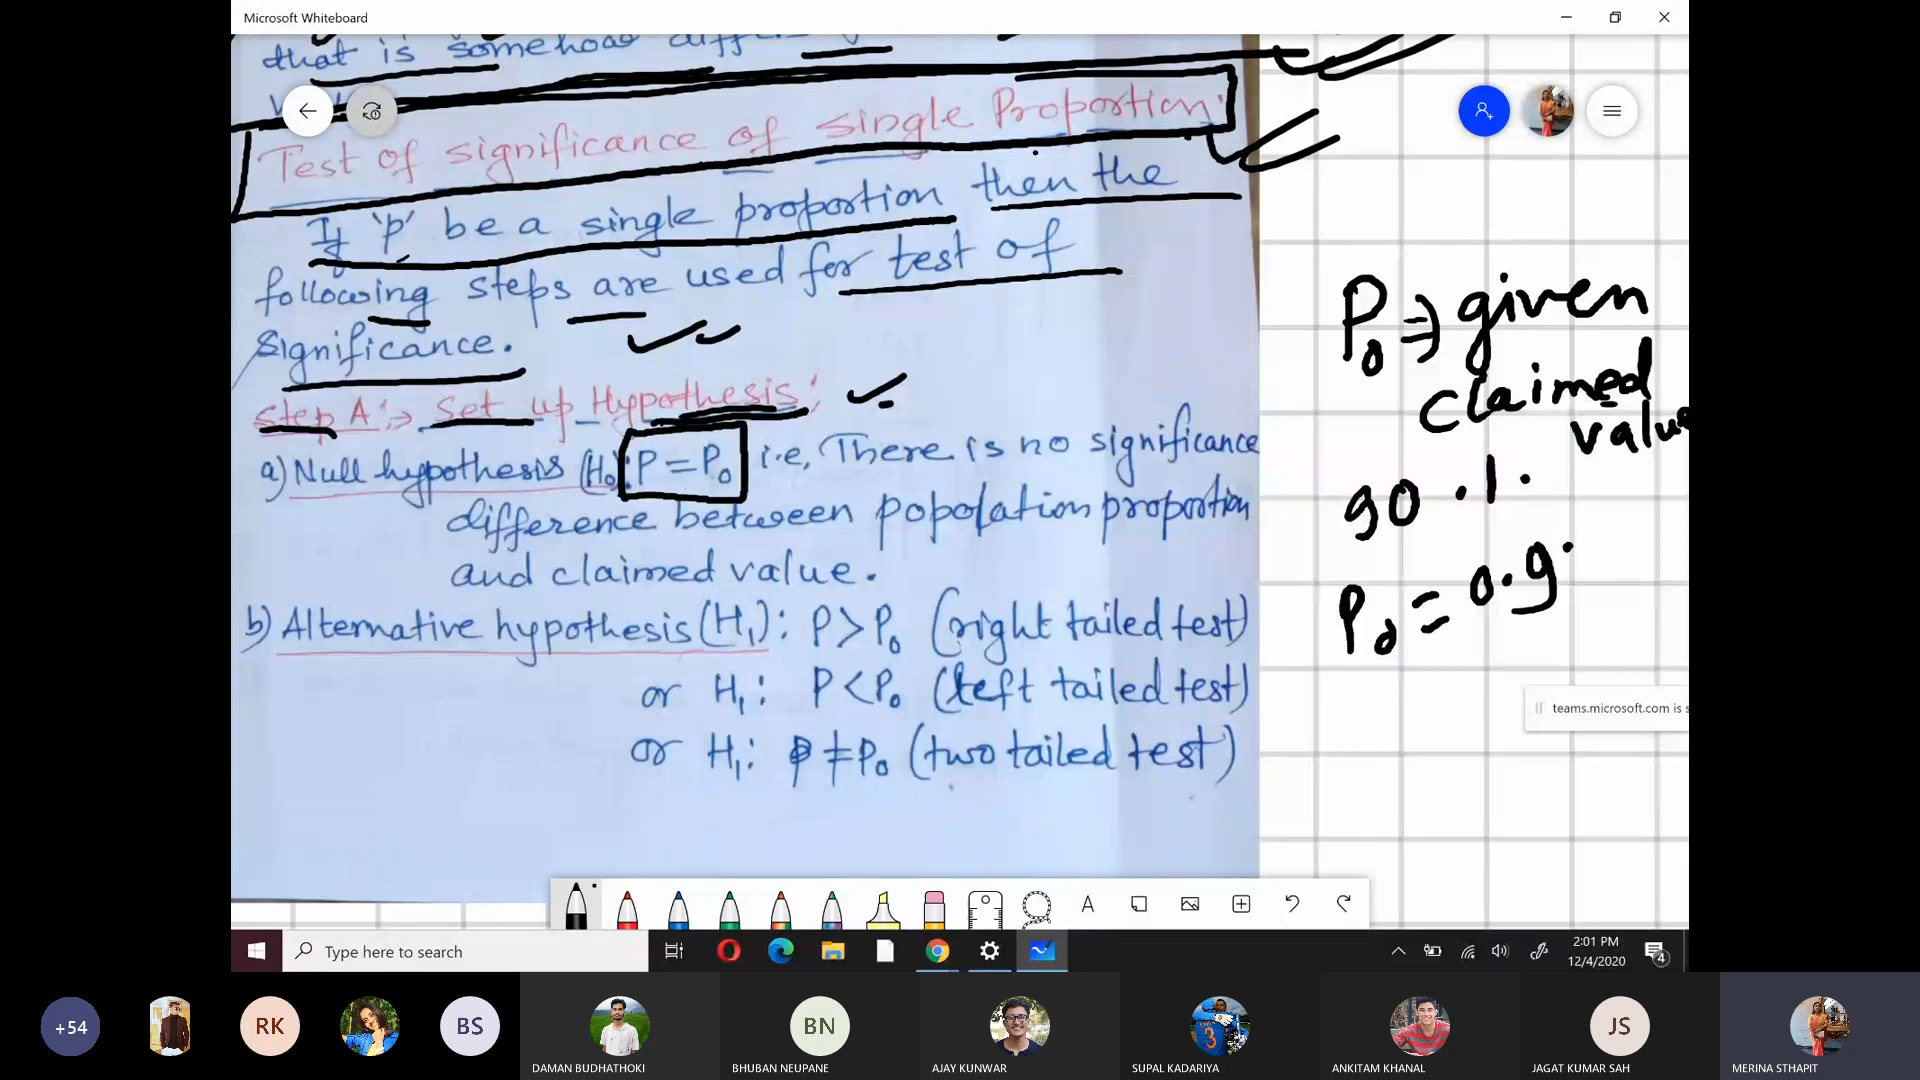 Microsoft Whiteboard
that is somehow
Test of significance of single Proportion:
If 'p' be a single proportion then the
following steps are used for test of
Significance.
Step A:→ Set up Hypothesis:
a) Null hypothesis (H₀): P = P₀ i.e, There is no significance
difference between popolation proportion
and claimed value.
b) Alternative hypothesis (H₁): P > P₀ (right tailed test)
or H₁: P < P₀ (left tailed test)
or H₁: P ≠ P₀ (two tailed test)
P₀ ⇒ given
claimed
value
90 .|.
P₀ = 0.9.
teams.microsoft.com is s
A
Type here to search
2:01 PM
12/4/2020
4
+54
RK
BS
BN
JS
3
DAMAN BUDHATHOKI
BHUBAN NEUPANE
AJAY KUNWAR
SUPAL KADARIYA
ANKITAM KHANAL
JAGAT KUMAR SAH
MERINA STHAPIT